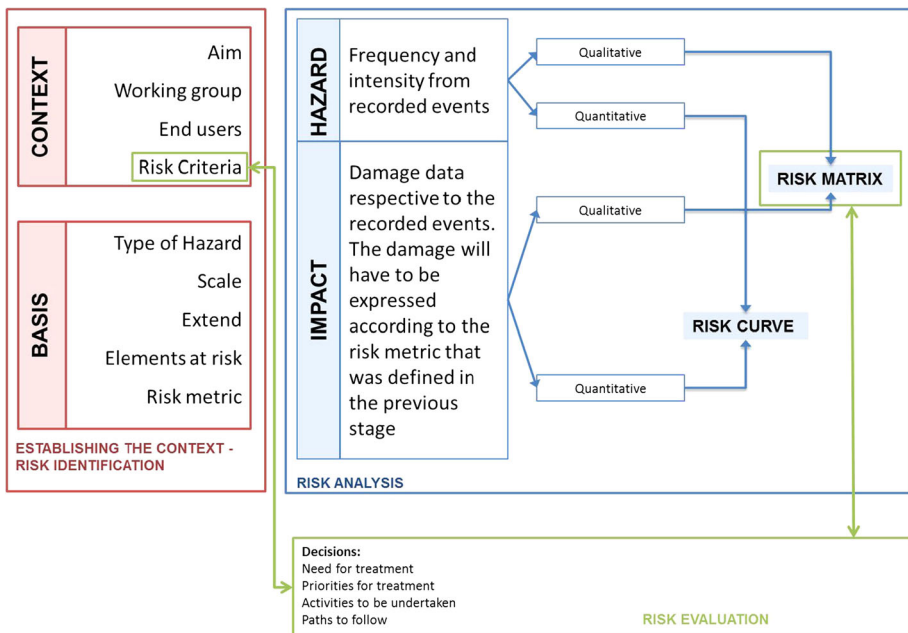 CONTEXT
Aim
Working group
End users
Risk Criteria
BASIS
Type of Hazard
Scale
Extend
Elements at risk
Risk metric
ESTABLISHING THE CONTEXT -
RISK IDENTIFICATION
HAZARD
Frequency and
intensity from
recorded events
IMPACT
Damage data
respective to the
recorded events.
The damage will
have to be
expressed
according to the
risk metric that
was defined in
the previous
stage
Qualitative
Quantitative
Qualitative
Quantitative
RISK MATRIX
RISK CURVE
RISK ANALYSIS
Decisions:
Need for treatment
Priorities for treatment
Activities to be undertaken
Paths to follow
RISK EVALUATION